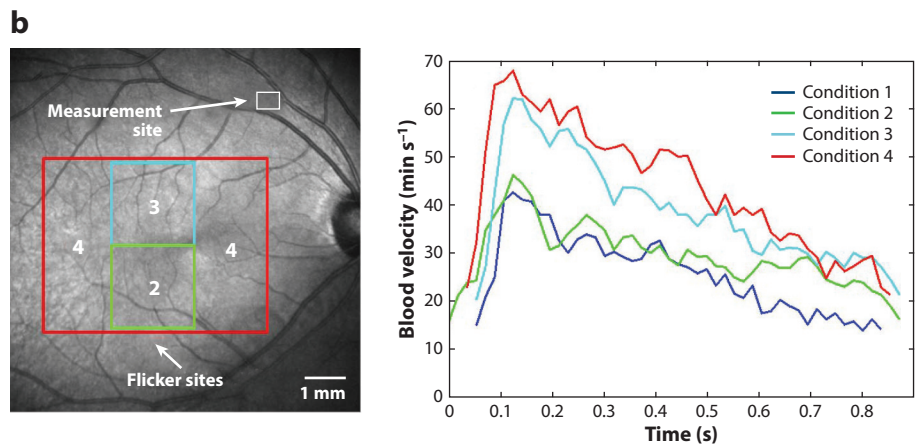 b
Measurement
site
3
4
4
2
Flicker sites
1 mm
Blood velocity (min s⁻¹)
70
60
50
40
30
20
10
0
0
0.1
0.2
0.3
0.4
0.5
0.6
0.7
0.8
Time (s)
Condition 1
Condition 2
Condition 3
Condition 4